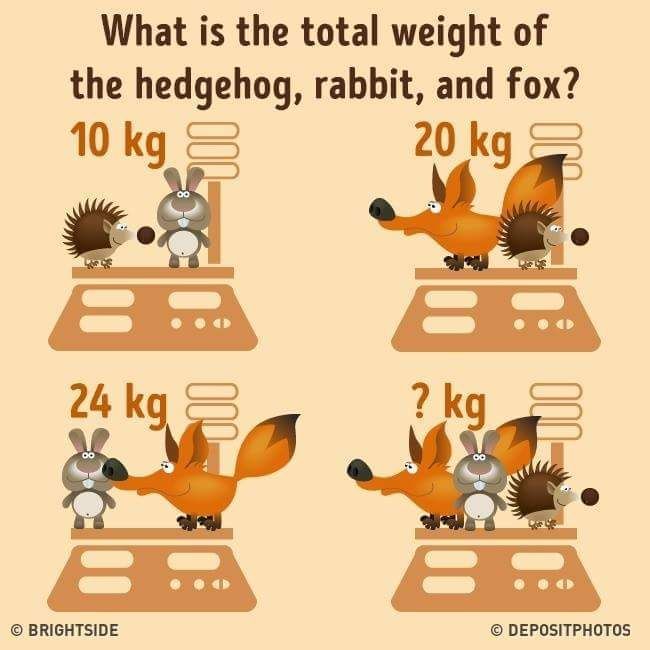 What is the total weight of
the hedgehog, rabbit, and fox?
10 kg
20 kg
24 kg
? kg
© BRIGHTSIDE
© DEPOSITPHOTOS